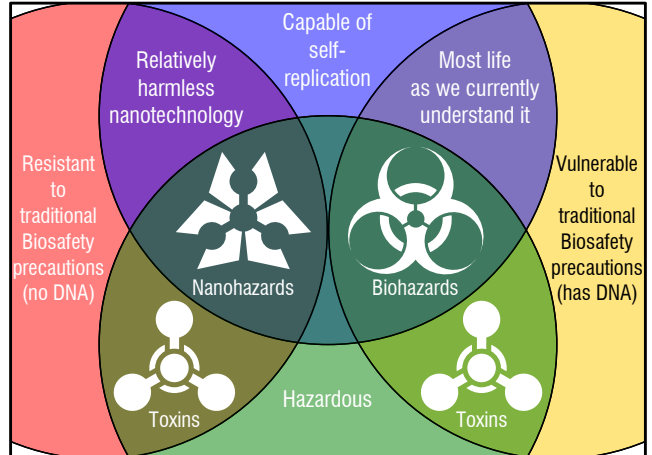 Capable of
self-
replication
Relatively
harmless
nanotechnology
Most life
as we currently
understand it
Resistant
to
traditional
Biosafety
precautions
(no DNA)
Vulnerable
to
traditional
Biosafety
precautions
(has DNA)
Nanohazards
Biohazards
Toxins
Hazardous
Toxins